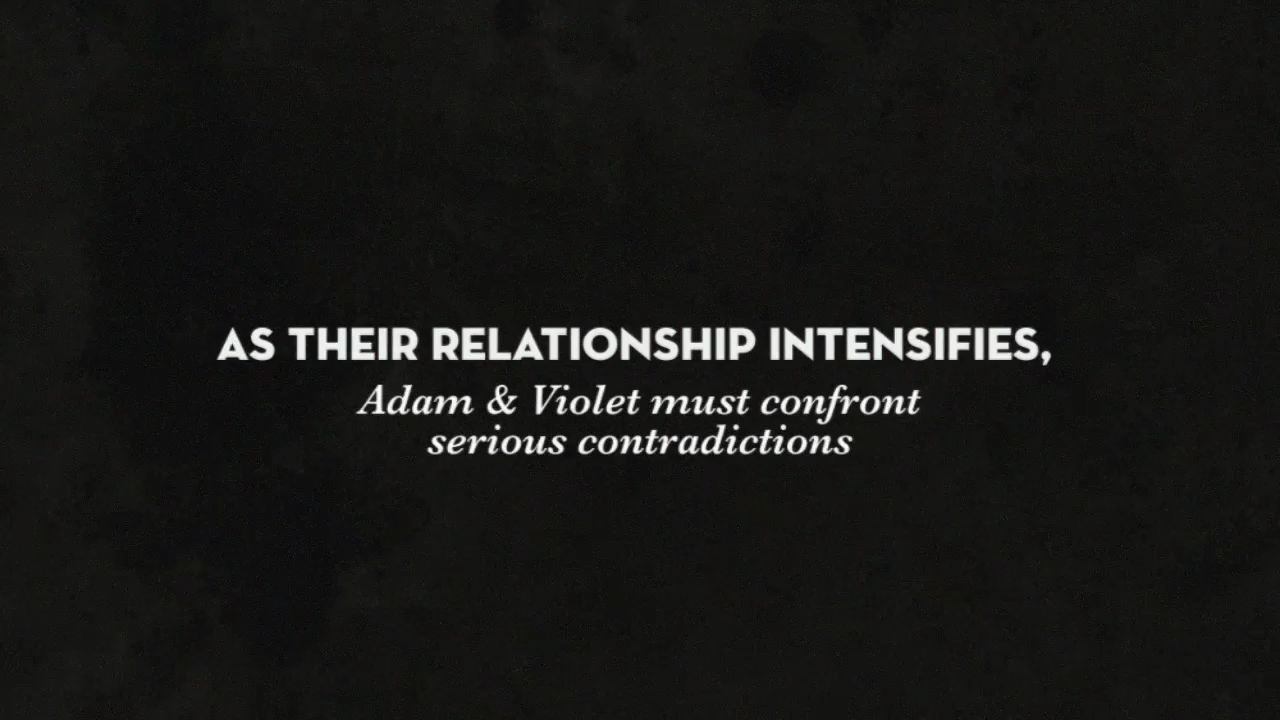 AS THEIR RELATIONSHIP INTENSIFIES,
Adam & Violet must confront
serious contradictions